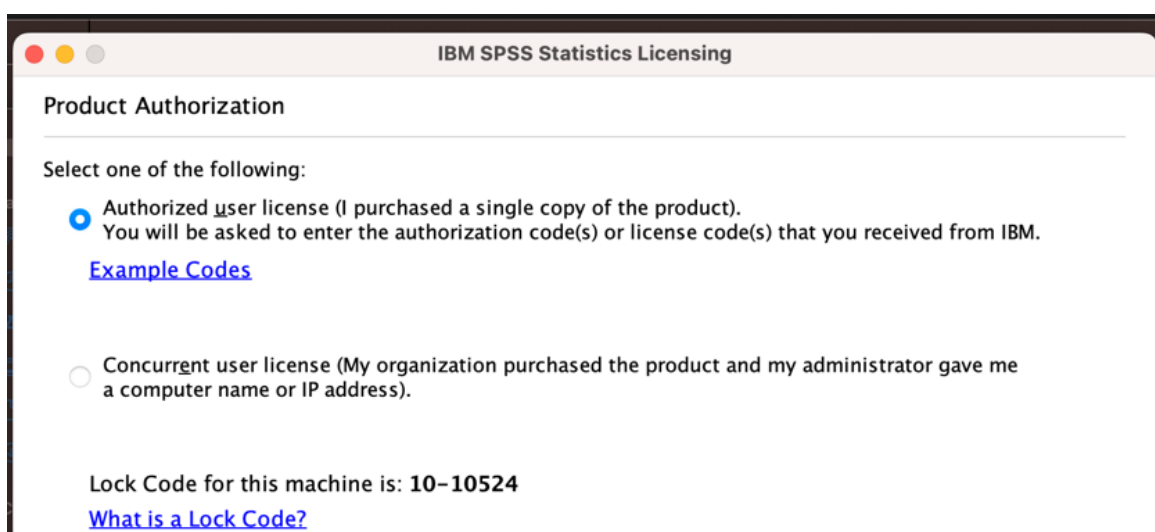 IBM SPSS Statistics Licensing
Product Authorization
Select one of the following:
Authorized user license (I purchased a single copy of the product).
You will be asked to enter the authorization code(s) or license code(s) that you received from IBM.
Example Codes
Concurrent user license (My organization purchased the product and my administrator gave me
a computer name or IP address).
Lock Code for this machine is: 10-10524
What is a Lock Code?